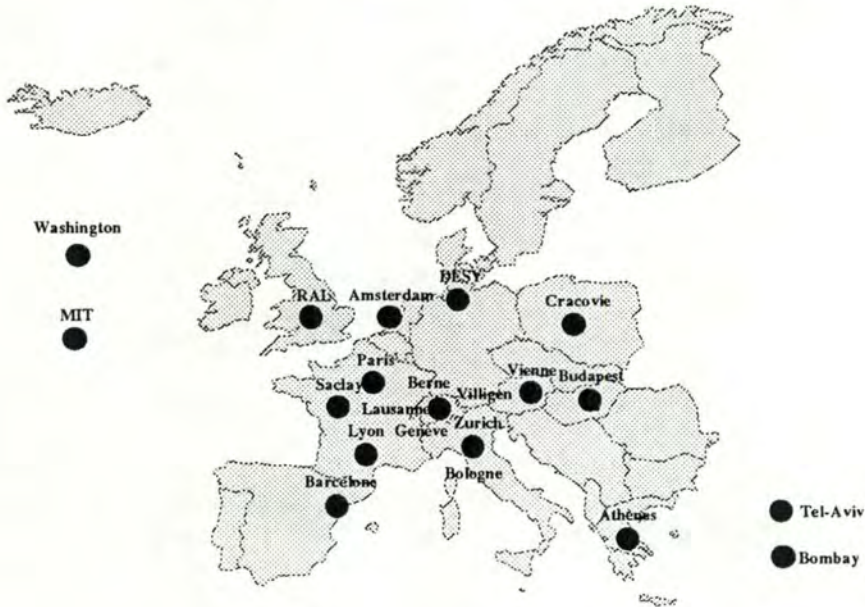 Washington
MIT
RAL
Amsterdam
DESY
Cracovie
Paris
Saclay
Berne
Lausanne
Villigen
Vienne
Budapest
Lyon
Genève
Zurich
Bologne
Barcélone
Athènes
Tel-Aviv
Bombay